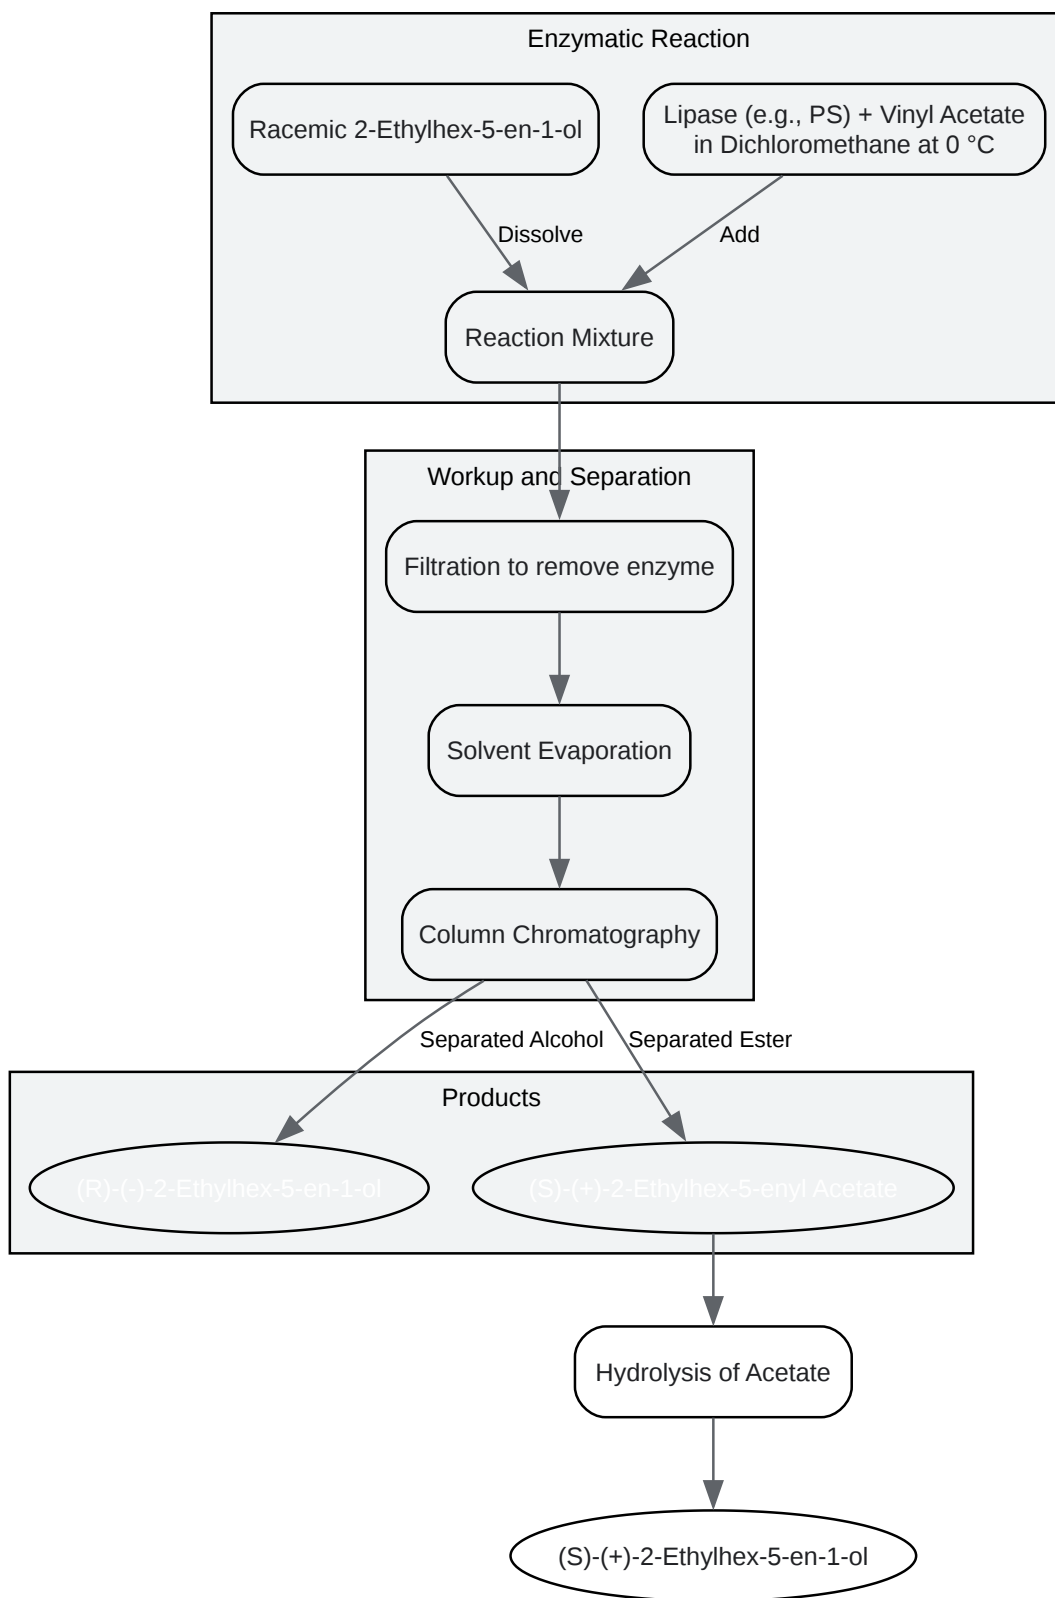 Enzymatic Reaction
Racemic 2-Ethylhex-5-en-1-ol
Lipase (e.g., PS) + Vinyl Acetate
in Dichloromethane at 0 °C
Dissolve
Add
Reaction Mixture
Workup and Separation
Filtration to remove enzyme
Solvent Evaporation
Column Chromatography
Separated Alcohol
Separated Ester
Products
(R)-(-)-2-Ethylhex-5-en-1-ol
(S)-(+)-2-Ethylhex-5-enyl Acetate
Hydrolysis of Acetate
(S)-(+)-2-Ethylhex-5-en-1-ol